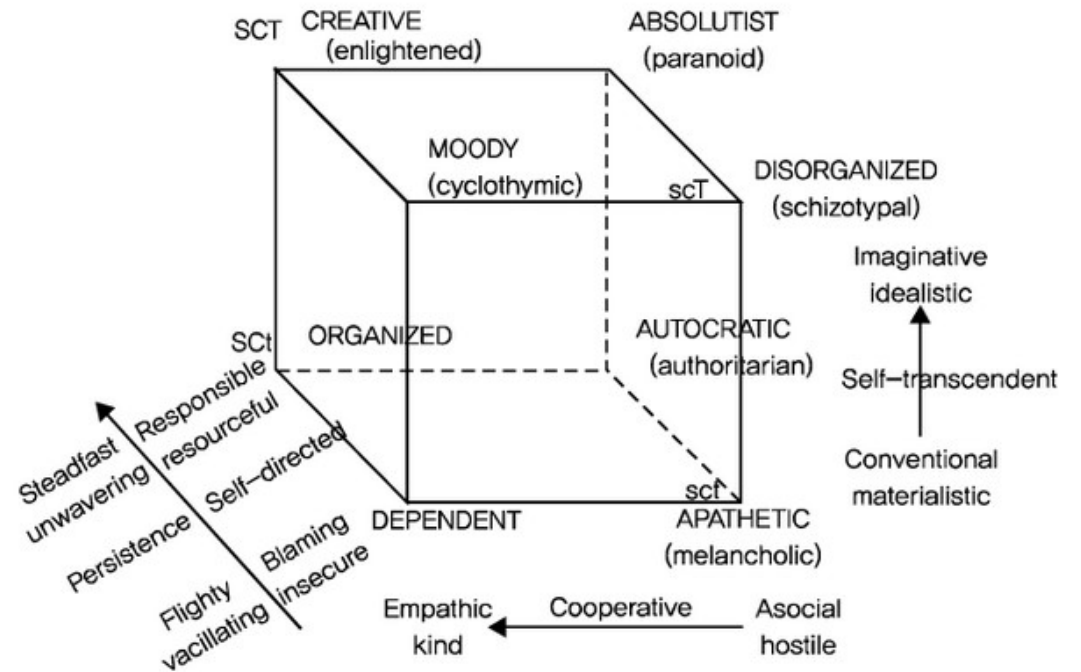 SCT
CREATIVE
(enlightened)
ABSOLUTIST
(paranoid)
MOODY
(cyclothymic)
scT
DISORGANIZED
(schizotypal)
Imaginative
idealistic
SCt
ORGANIZED
AUTOCRATIC
(authoritarian)
Self-transcendent
Conventional
materialistic
Steadfast
unwavering
Responsible
resourceful
Persistence
Self-directed
Flighty
vacillating
Blaming
insecure
DEPENDENT
sct
APATHETIC
(melancholic)
Empathic
kind
Cooperative
Asocial
hostile